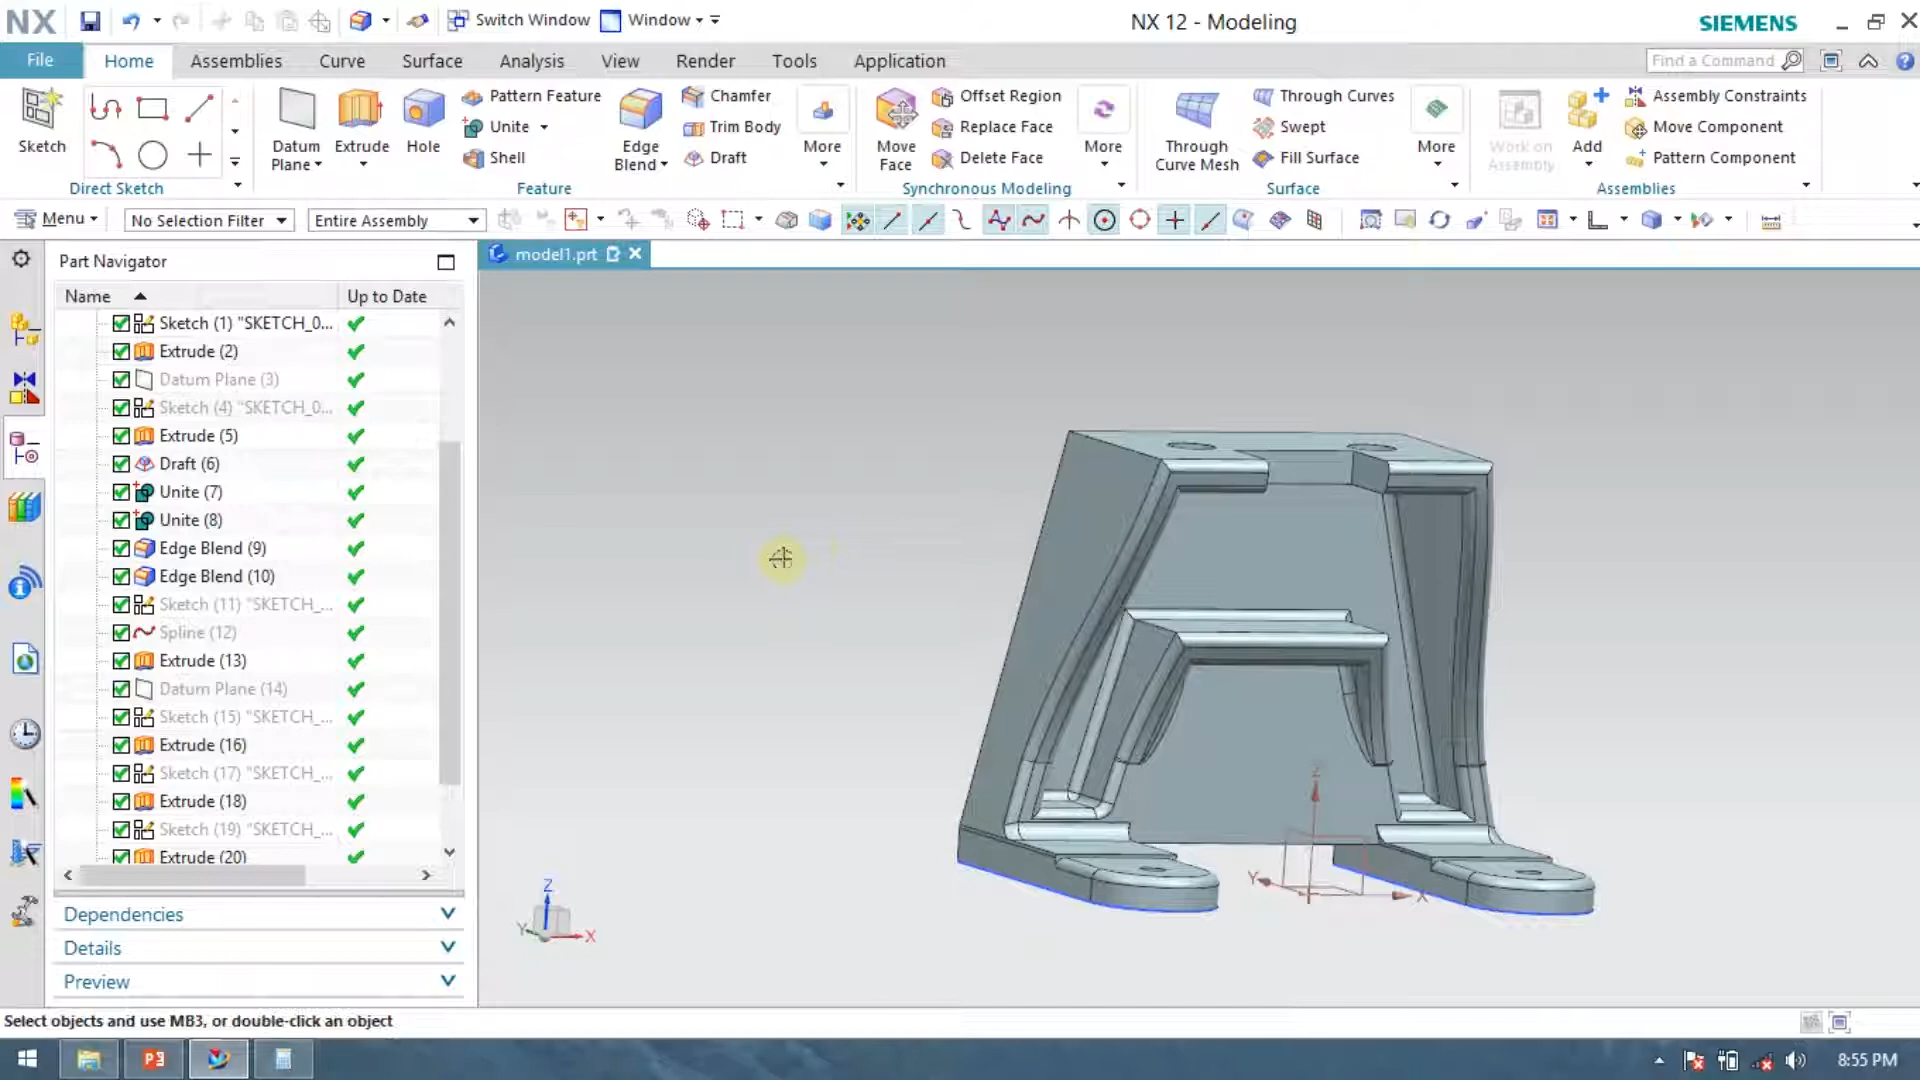 NX Switch Window Window NX 12 - Modeling SIEMENS
File Home Assemblies Curve Surface Analysis View Render Tools Application Find a Command
Sketch
Direct Sketch
Datum Plane Extrude Hole
Pattern Feature
Unite
Shell
Edge Blend
Chamfer
Trim Body
Draft
More
Feature
Move Face
Offset Region
Replace Face
Delete Face
More
Synchronous Modeling
Through Curve Mesh
Through Curves
Swept
Fill Surface
More
Surface
Work on Assembly
Add
Assembly Constraints
Move Component
Pattern Component
Assemblies
Menu No Selection Filter Entire Assembly
Part Navigator
model1.prt
Name Up to Date
Sketch (1) "SKETCH_0...
Extrude (2)
Datum Plane (3)
Sketch (4) "SKETCH_0...
Extrude (5)
Draft (6)
Unite (7)
Unite (8)
Edge Blend (9)
Edge Blend (10)
Sketch (11) "SKETCH_...
Spline (12)
Extrude (13)
Datum Plane (14)
Sketch (15) "SKETCH_...
Extrude (16)
Sketch (17) "SKETCH_...
Extrude (18)
Sketch (19) "SKETCH_...
Extrude (20)
Z
Y
X
Z
Y
X
Dependencies
Details
Preview
Select objects and use MB3, or double-click an object
8:55 PM